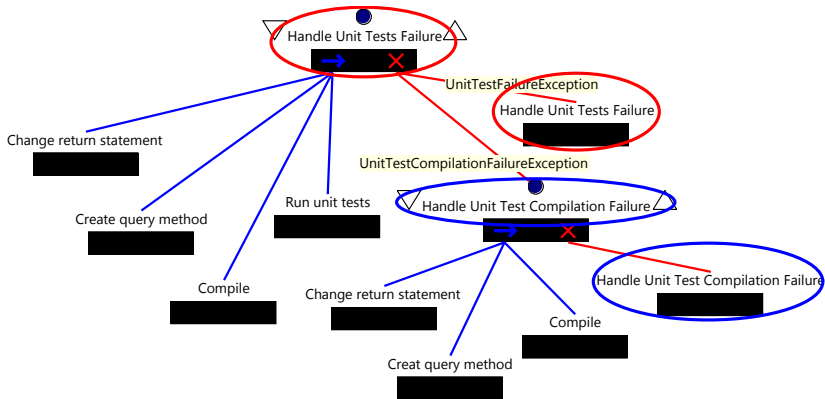 Handle Unit Tests Failure
UnitTestFailureException
Handle Unit Tests Failure
Change return statement
UnitTestCompilationFailureException
Create query method
Run unit tests
Handle Unit Test Compilation Failure
Compile
Change return statement
Handle Unit Test Compilation Failure
Compile
Creat query method